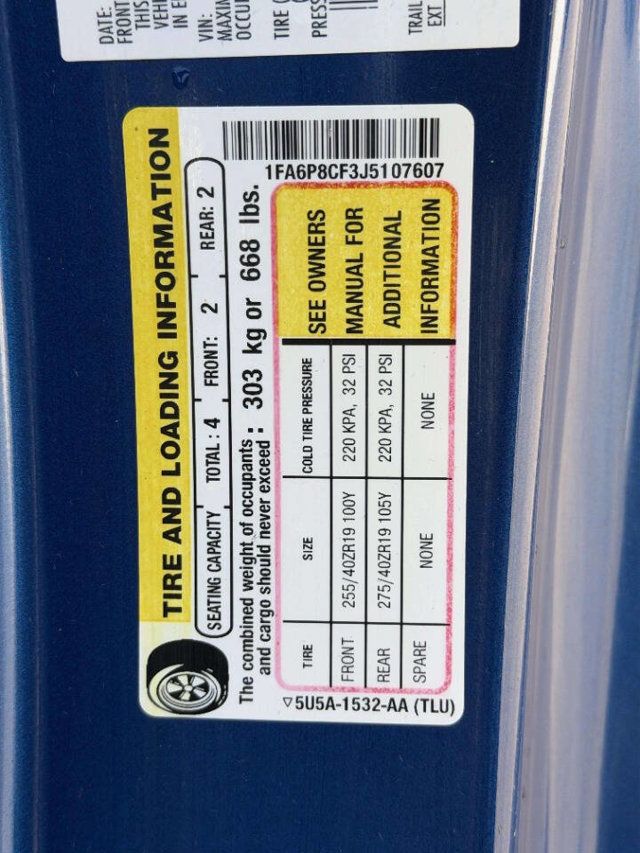 DATE:
FRONT
THIS
VEHI
IN E
VIN:
MAXIM
OCCU
TIRE
PRES
TRAIL
EXT
TIRE AND LOADING INFORMATION
SEATING CAPACITY TOTAL : 4 FRONT: 2 REAR: 2
The combined weight of occupants
and cargo should never exceed : 303 kg or 668 lbs.
1FA6P8CF3J5107607
TIRE SIZE COLD TIRE PRESSURE
FRONT 255/40ZR19 100Y 220 KPA, 32 PSI
REAR 275/40ZR19 105Y 220 KPA, 32 PSI
SPARE NONE NONE
SEE OWNERS
MANUAL FOR
ADDITIONAL
INFORMATION
5U5A-1532-AA (TLU)